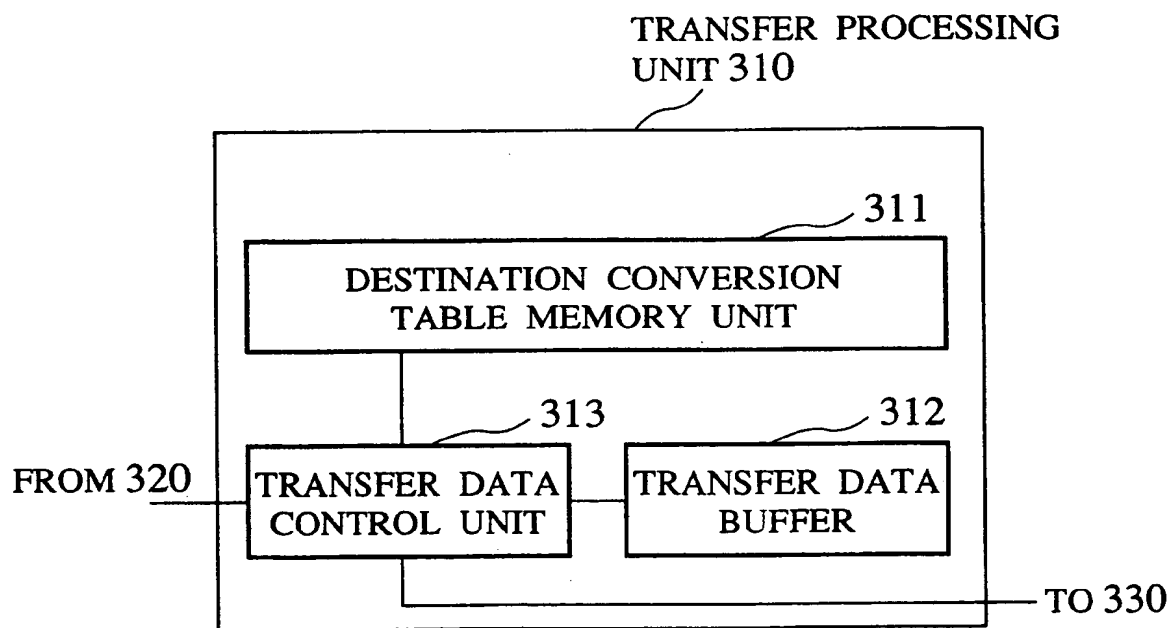 TRANSFER PROCESSING
UNIT 310
311
DESTINATION CONVERSION
TABLE MEMORY UNIT
313
312
FROM 320
TRANSFER DATA
CONTROL UNIT
TRANSFER DATA
BUFFER
TO 330